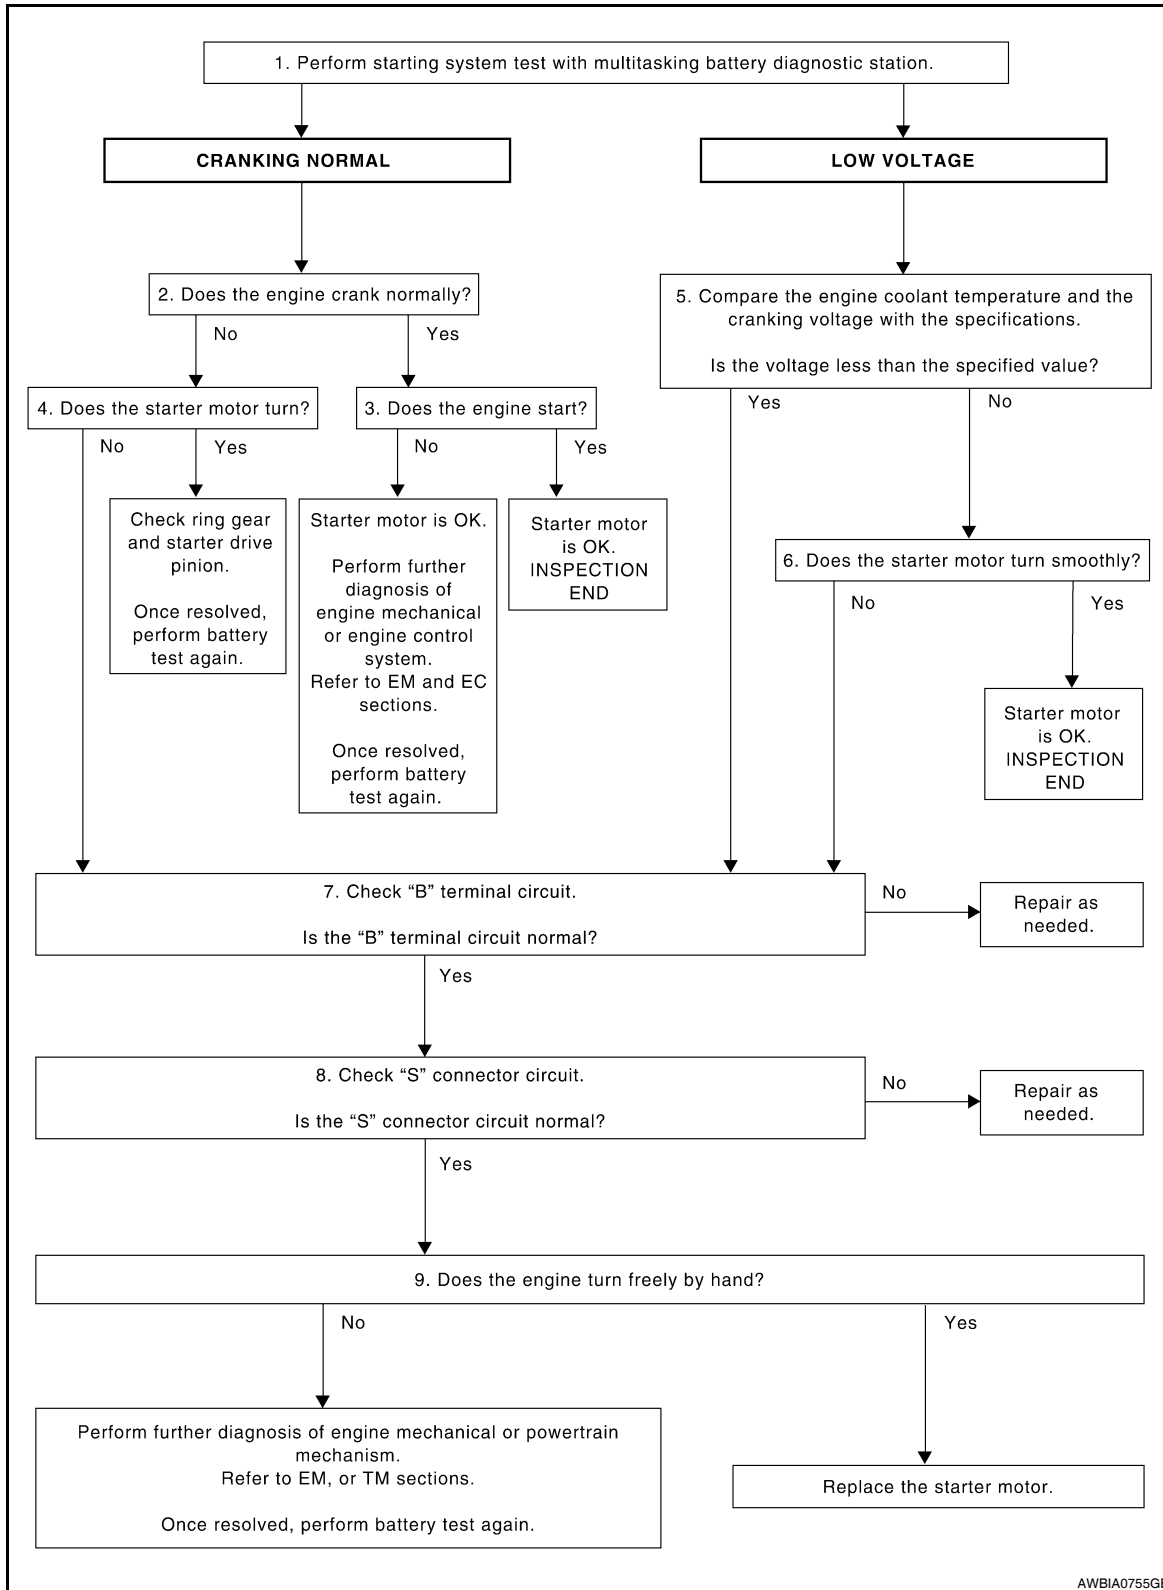 1. Perform starting system test with multitasking battery diagnostic station.
CRANKING NORMAL
LOW VOLTAGE
2. Does the engine crank normally?
No
Yes
4. Does the starter motor turn?
3. Does the engine start?
No
Yes
No
Yes
Check ring gear
and starter drive
pinion.
Once resolved,
perform battery
test again.
Starter motor is OK.
Perform further
diagnosis of
engine mechanical
or engine control
system.
Refer to EM and EC
sections.
Once resolved,
perform battery
test again.
Starter motor
is OK.
INSPECTION
END
5. Compare the engine coolant temperature and the
cranking voltage with the specifications.
Is the voltage less than the specified value?
Yes
No
6. Does the starter motor turn smoothly?
No
Yes
Starter motor
is OK.
INSPECTION
END
7. Check “B” terminal circuit.
Is the “B” terminal circuit normal?
No
Repair as
needed.
Yes
8. Check “S” connector circuit.
Is the “S” connector circuit normal?
No
Repair as
needed.
Yes
9. Does the engine turn freely by hand?
No
Yes
Perform further diagnosis of engine mechanical or powertrain
mechanism.
Refer to EM, or TM sections.
Once resolved, perform battery test again.
Replace the starter motor.